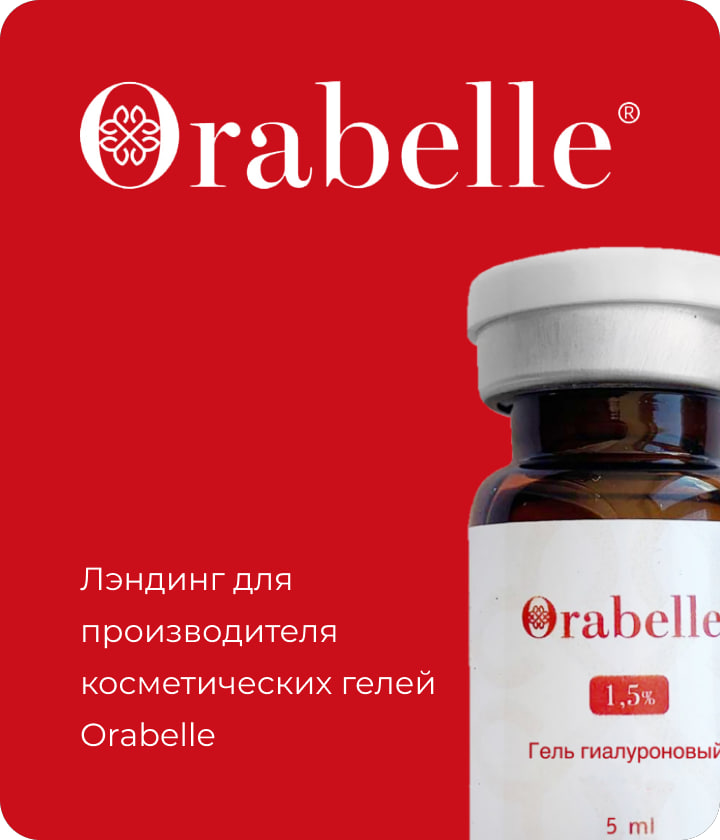 Orabelle®
Лэндинг для
производителя
косметических гелей
Orabelle
Orabelle
1,5%
Гель гиалуроновый
5 ml